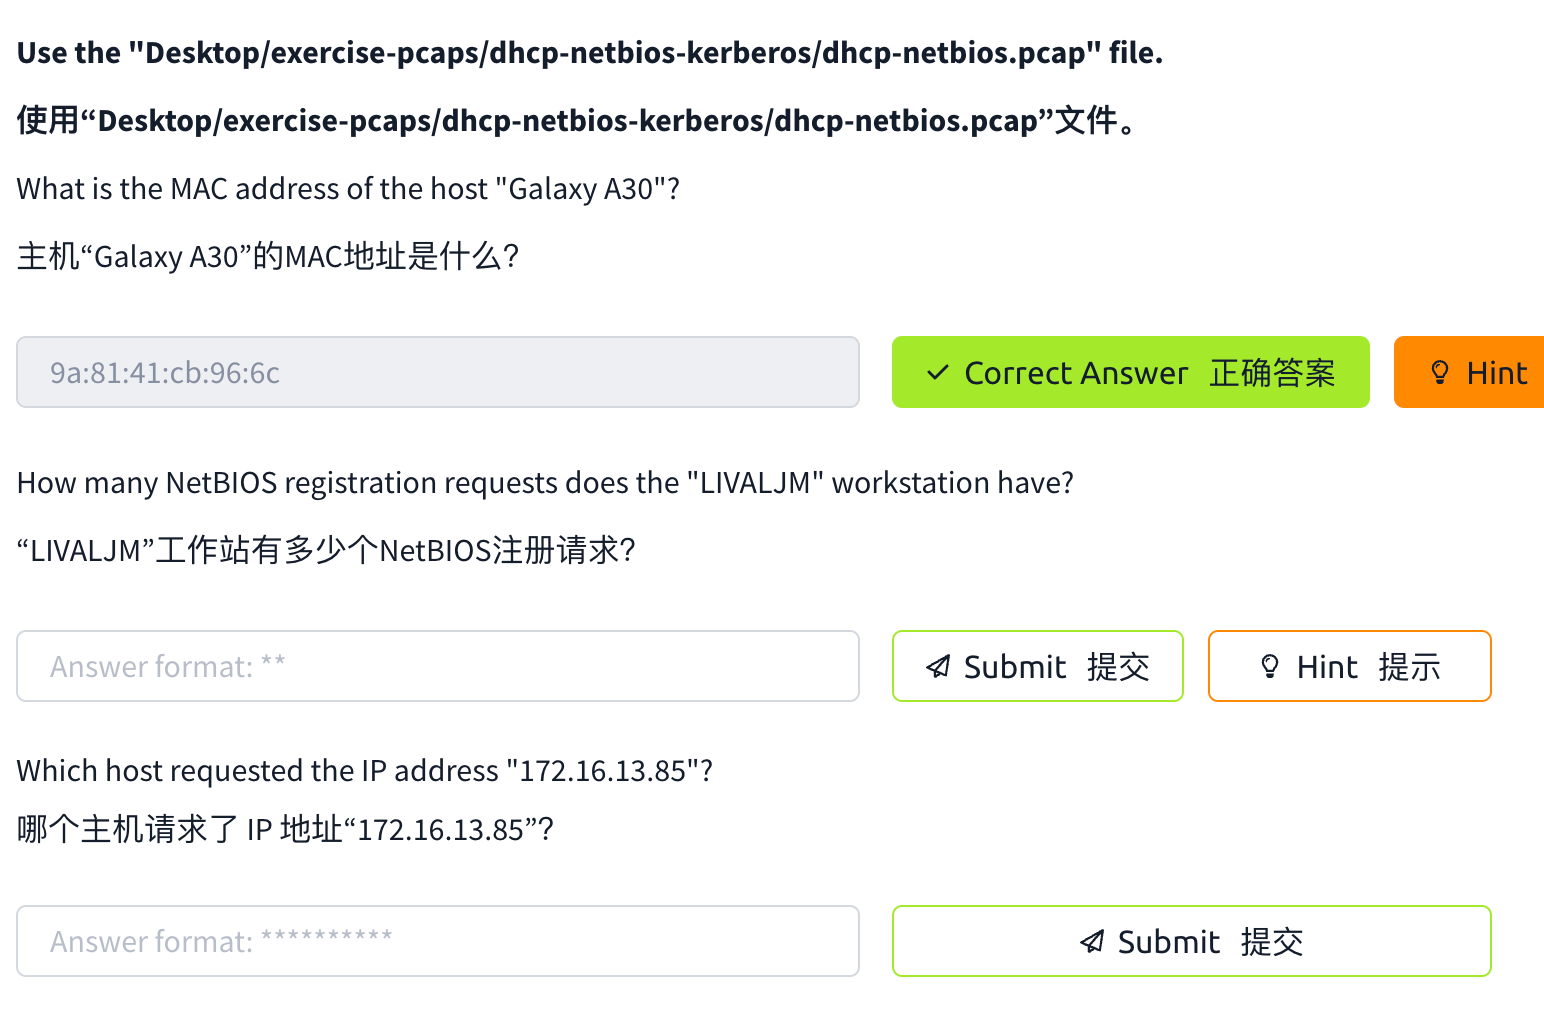 Use the "Desktop/exercise-pcaps/dhcp-netbios-kerberos/dhcp-netbios.pcap" file.
使用“Desktop/exercise-pcaps/dhcp-netbios-kerberos/dhcp-netbios.pcap”文件。
What is the MAC address of the host "Galaxy A30"?
主机“Galaxy A30”的MAC地址是什么?
9a:81:41:cb:96:6c
Correct Answer 正确答案
Hint
How many NetBIOS registration requests does the "LIVALJM" workstation have?
“LIVALJM”工作站有多少个NetBIOS注册请求?
Answer format: **
Submit 提交
Hint 提示
Which host requested the IP address "172.16.13.85"?
哪个主机请求了 IP 地址“172.16.13.85”?
Answer format: **********
Submit 提交